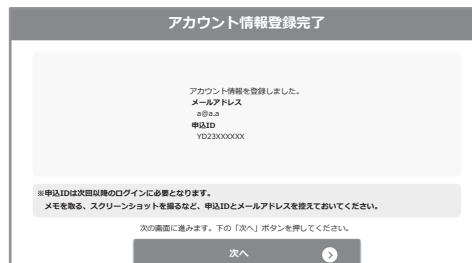 アカウント情報登録完了
アカウント情報を登録しました。
メールアドレス
a@a.a
申込ID
YD23XXXXXX
※申込IDは次回以降のログインに必要となります。
メモを取る、スクリーンショットを撮るなど、申込IDとメールアドレスを控えておいてください。
次の画面に進みます。下の「次へ」ボタンを押してください。
次へ